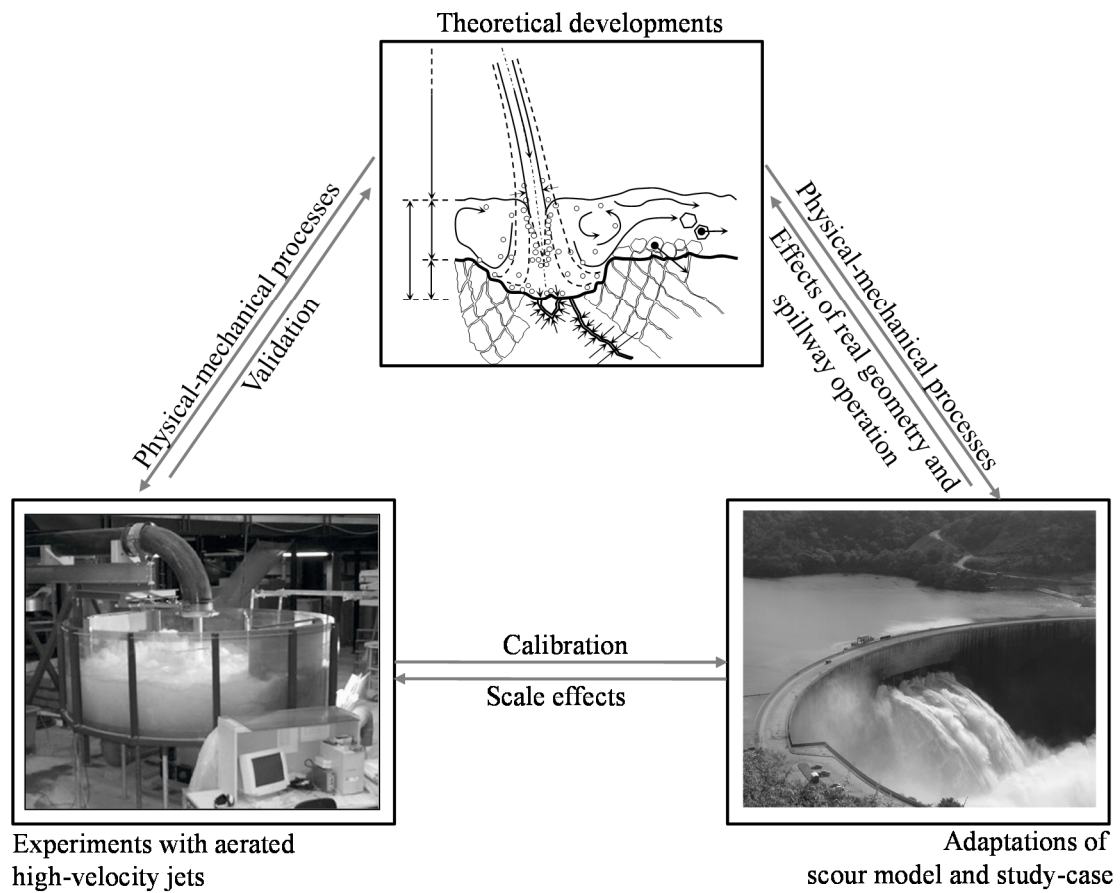 Theoretical developments
Physical-mechanical processes
Validation
Physical-mechanical processes
Effects of real geometry and
spillway operation
Calibration
Scale effects
Experiments with aerated
high-velocity jets
Adaptations of
scour model and study-case